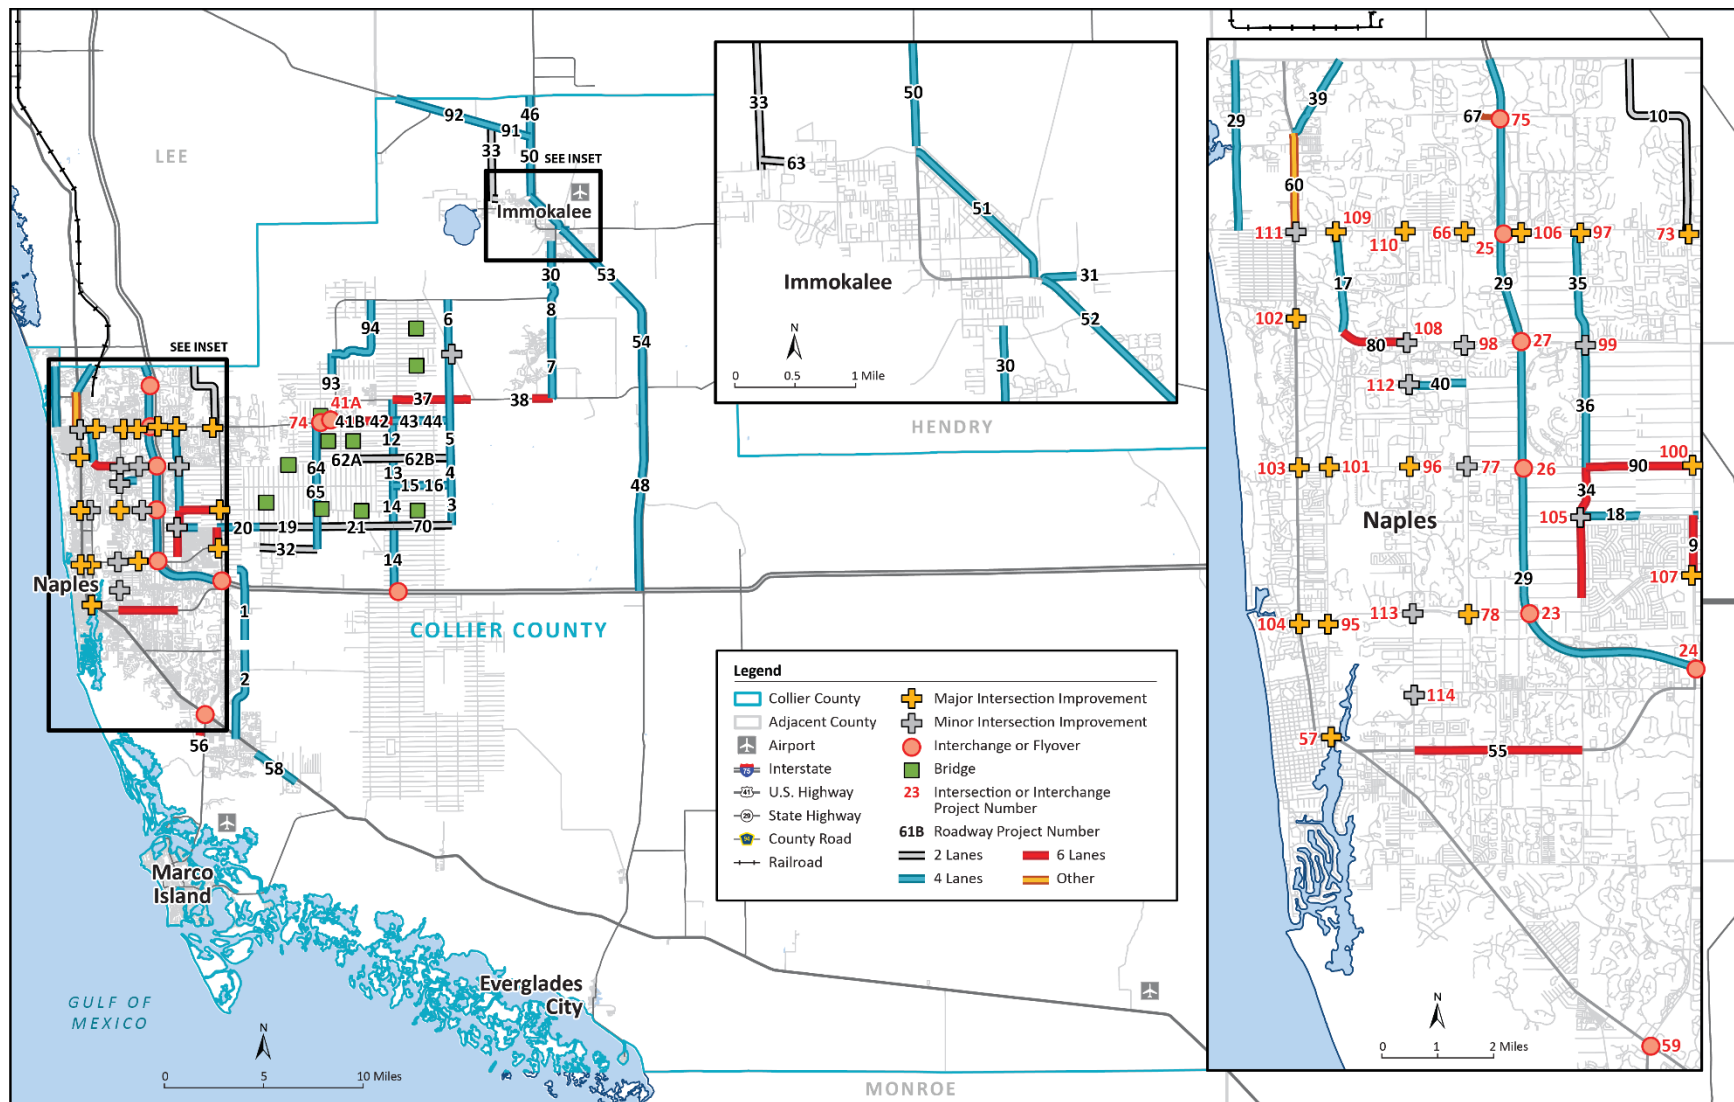 LEE
92
46
91
33
50
SEE INSET
Immokalee
30
53
8
6
94
54
7
93
37
38
41A
74
41B
42
43
44
12
5
62A
62B
64
13
4
15
16
65
14
3
48
20
19
21
70
32
14
SEE INSET
Naples
1
2
56
58
COLLIER COUNTY
HENDRY
MONROE
Marco
Island
Everglades
City
GULF OF
MEXICO
N
0
5
10 Miles
33
50
63
51
Immokalee
31
52
30
N
0
0.5
1 Mile
Legend
Collier County
Adjacent County
Airport
75
Interstate
41
U.S. Highway
29
State Highway
County Road
Railroad
Major Intersection Improvement
Minor Intersection Improvement
Interchange or Flyover
Bridge
23
Intersection or Interchange
Project Number
61B
Roadway Project Number
2 Lanes
4 Lanes
6 Lanes
Other
39
29
67
75
10
60
109
111
110
66
25
106
97
73
17
29
35
102
108
80
98
27
99
112
40
36
103
101
96
77
26
90
100
34
Naples
105
18
9
29
107
104
95
113
78
23
24
114
57
55
59
N
0
1
2 Miles